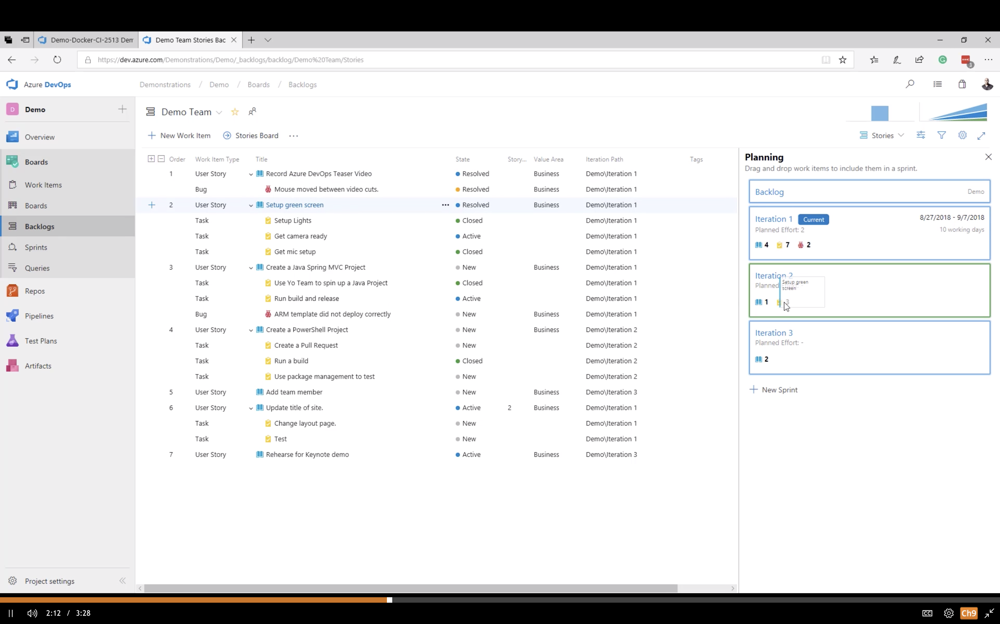 Demo-Docker-CI-2513 Dem
Demo Team Stories Bac
https://dev.azure.com/Demonstrations/Demo/_backlogs/backlog/Demo%20Team/Stories
3
Azure DevOps
Demonstrations / Demo / Boards / Backlogs
D Demo
Overview
Boards
Work Items
Boards
Backlogs
Sprints
Queries
Repos
Pipelines
Test Plans
Artifacts
Project settings
Demo Team
New Work Item Stories Board
Stories
Order Work Item Type Title State Story... Value Area Iteration Path Tags
1 User Story Record Azure DevOps Teaser Video Resolved Business Demo\Iteration 1
Bug Mouse moved between video cuts. Resolved Business Demo\Iteration 1
2 User Story Setup green screen ... Resolved Business Demo\Iteration 1
Task Setup Lights Closed Demo\Iteration 1
Task Get camera ready Active Demo\Iteration 1
Task Get mic setup Closed Demo\Iteration 1
3 User Story Create a Java Spring MVC Project New Business Demo\Iteration 1
Task Use Yo Team to spin up a Java Project Closed Demo\Iteration 1
Task Run build and release Active Demo\Iteration 1
Bug ARM template did not deploy correctly New Business Demo\Iteration 1
4 User Story Create a PowerShell Project New Business Demo\Iteration 2
Task Create a Pull Request New Demo\Iteration 2
Task Run a build Closed Demo\Iteration 2
Task Use package management to test New Demo\Iteration 2
5 User Story Add team member New Business Demo\Iteration 3
6 User Story Update title of site. Active 2 Business Demo\Iteration 1
Task Change layout page. New Demo\Iteration 1
Task Test New Demo\Iteration 1
7 User Story Rehearse for Keynote demo Active Business Demo\Iteration 3
Planning
Drag and drop work items to include them in a sprint.
Backlog Demo
Iteration 1 Current 8/27/2018 - 9/7/2018
Planned Effort: 2 10 working days
4 7 2
Iteration 2
Planned
Setup green
screen
1 3
Iteration 3
Planned Effort: -
2
New Sprint
2:12 / 3:28
CC Ch9